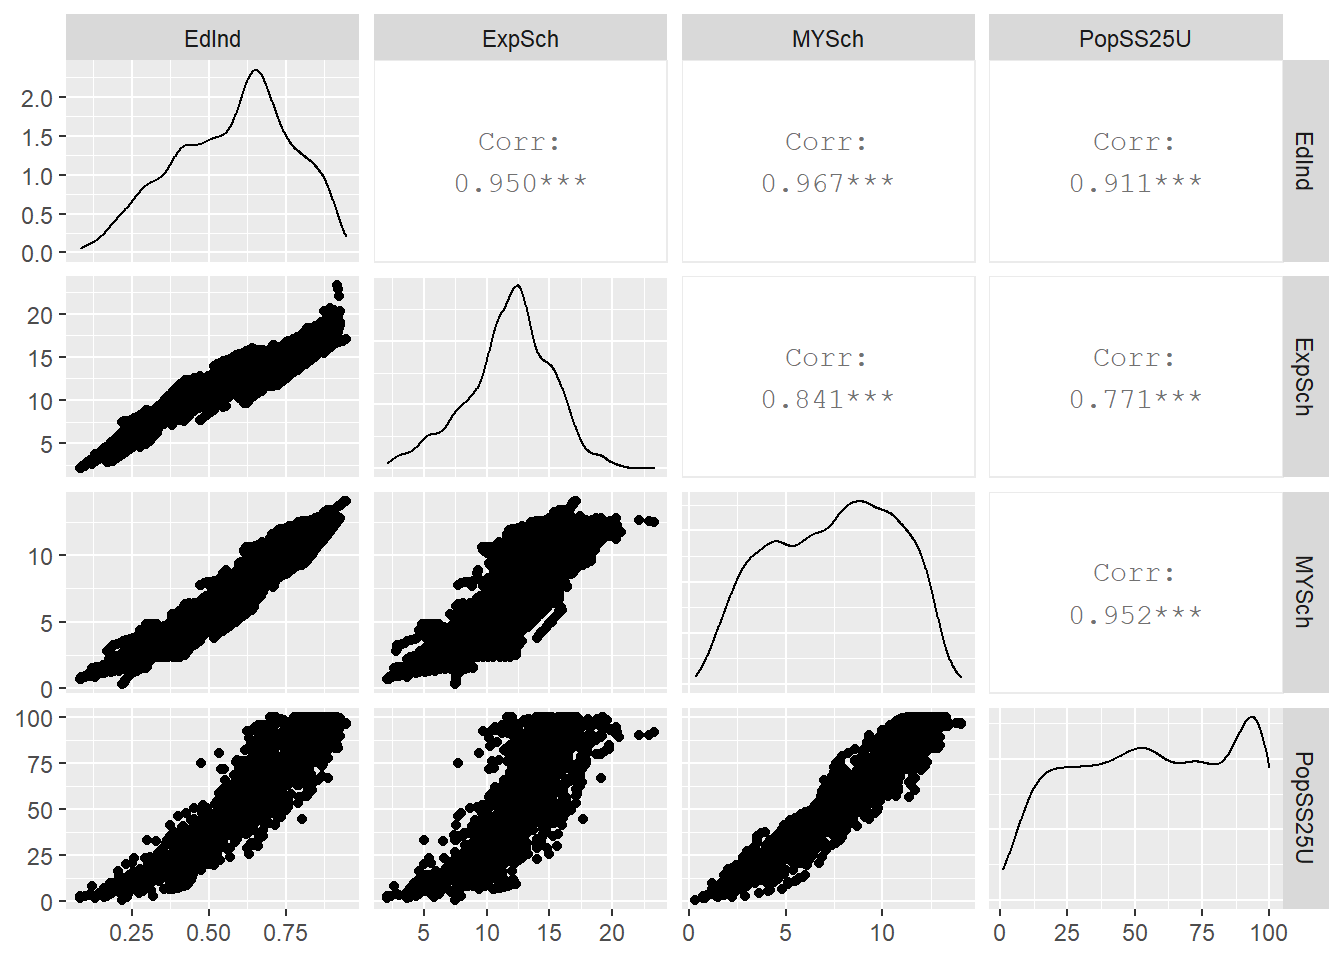 EdInd ExpSch MYSch PopSS25U
2.0
1.5
1.0
0.5
0.0
Corr:
0.950***
Corr:
0.967***
Corr:
0.911***
EdInd
20
15
10
5
Corr:
0.841***
Corr:
0.771***
ExpSch
10
5
0
Corr:
0.952***
MYSch
100
75
50
25
0
PopSS25U
0.25 0.50 0.75
5 10 15 20
0 5 10
0 25 50 75 100